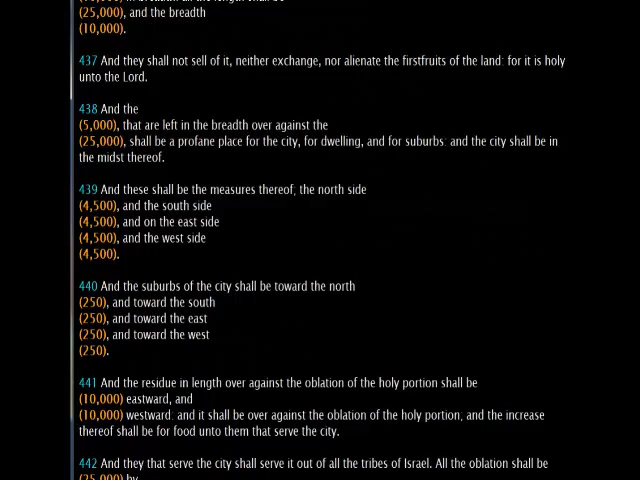 (25,000), and the breadth
(10,000).
437 And they shall not sell of it, neither exchange, nor alienate the firstfruits of the land: for it is holy
unto the Lord.
438 And the
(5,000), that are left in the breadth over against the
(25,000), shall be a profane place for the city, for dwelling, and for suburbs: and the city shall be in
the midst thereof.
439 And these shall be the measures thereof; the north side
(4,500), and the south side
(4,500), and on the east side
(4,500), and the west side
(4,500).
440 And the suburbs of the city shall be toward the north
(250), and toward the south
(250), and toward the east
(250), and toward the west
(250).
441 And the residue in length over against the oblation of the holy portion shall be
(10,000) eastward, and
(10,000) westward: and it shall be over against the oblation of the holy portion; and the increase
thereof shall be for food unto them that serve the city.
442 And they that serve the city shall serve it out of all the tribes of Israel. All the oblation shall be
(25,000) by